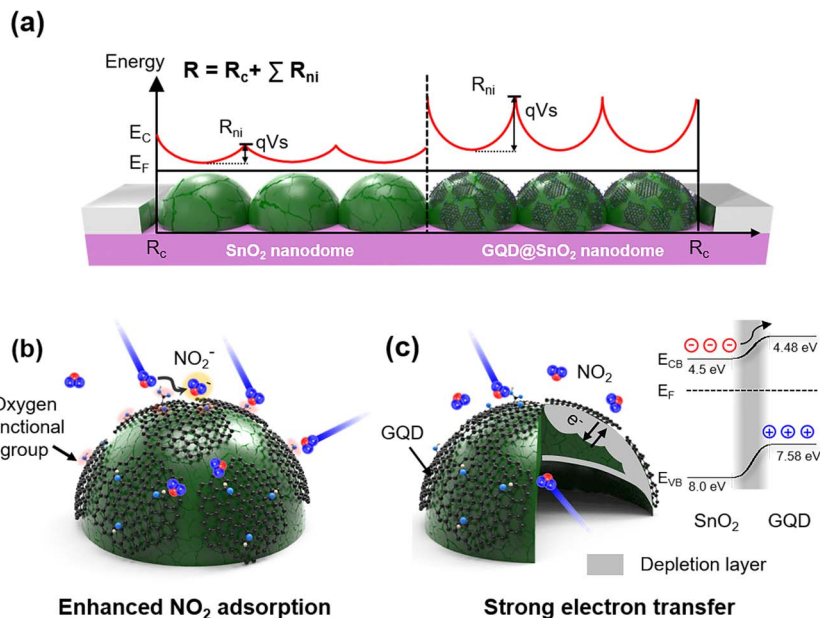 (a)
Energy
R = Rc + ∑ Rni
Rni
qVs
Rni
qVs
EC
EF
Rc
SnO2 nanodome
GQD@SnO2 nanodome
Rc
(b)
NO2-
Oxygen
nctional
group
Enhanced NO2 adsorption
(c)
NO2
GQD
e-
ECB
4.5 eV
4.48 eV
EF
7.58 eV
EVB
8.0 eV
SnO2
GQD
Depletion layer
Strong electron transfer